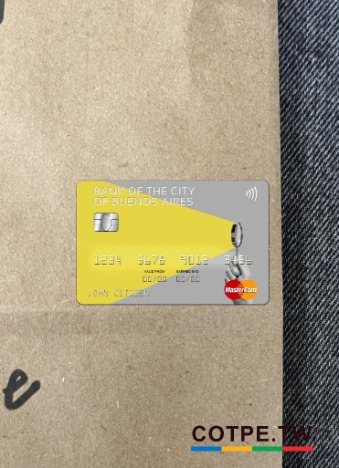 BANK OF THE CITY
OF BUENOS AIRES
1234 5678 9012 3456
VALID FROM EXPIRES END
00/00 00/00
JOHN CITIZEN
MasterCard
e
COTPE.TW